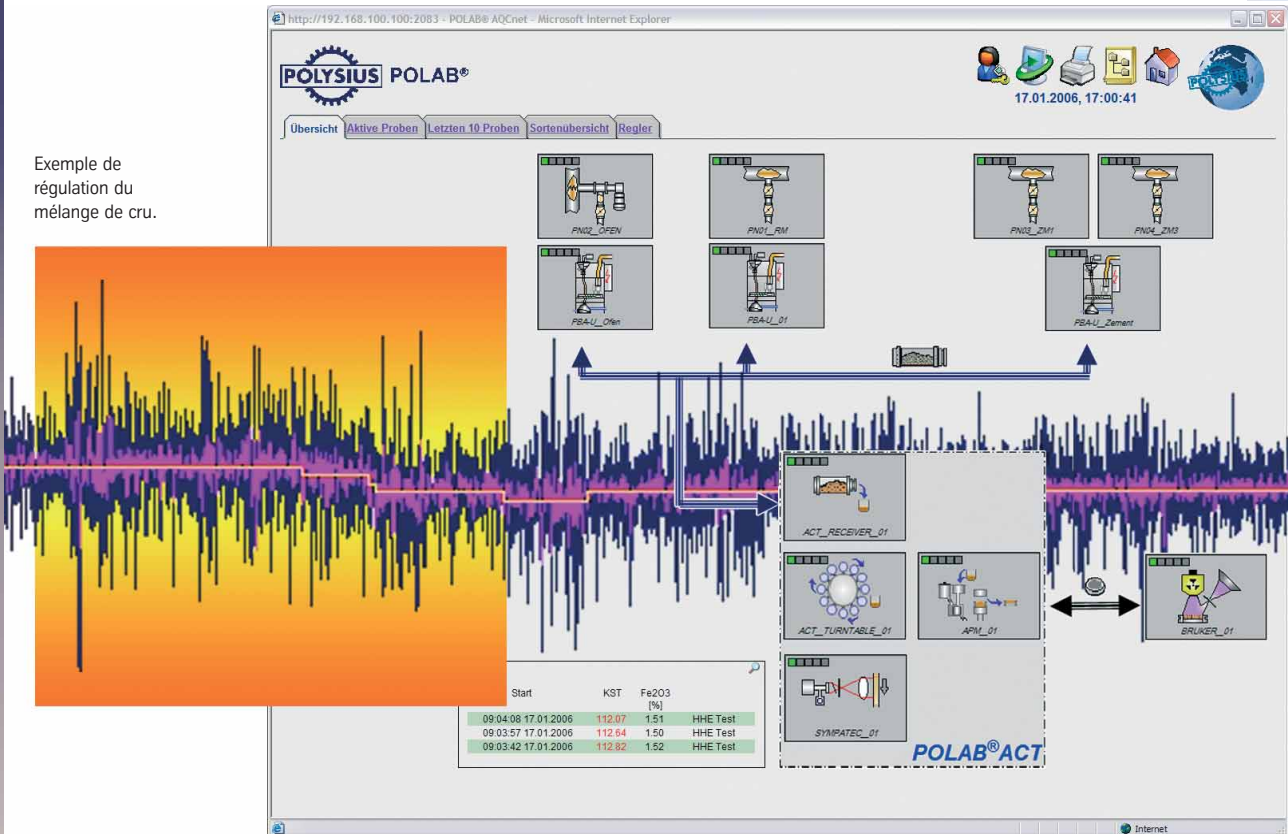 http://192.168.100.100:2083 - POLAB® AQCnet - Microsoft Internet Explorer
POLYSIUS POLAB®
POLYSIUS
17.01.2006, 17:00:41
Übersicht Aktive Proben Letzten 10 Proben Sortenübersicht Regler
Exemple de
régulation du
mélange de cru.
PN02_OFEN
PN01_RM
PN03_ZM1
PN04_ZM3
PBA-U__Ofen
PBA-U__01
PBA-U__Zement
ACT_RECEIVER_01
ACT_TURNTABLE_01
APM_01
BRUKER_01
SYMPATEC_01
POLAB®ACT
Start KST Fe2O3
[%]
09:04:08 17.01.2006 112.07 1.51 HHE Test
09:03:57 17.01.2006 112.64 1.50 HHE Test
09:03:42 17.01.2006 112.82 1.52 HHE Test
Internet